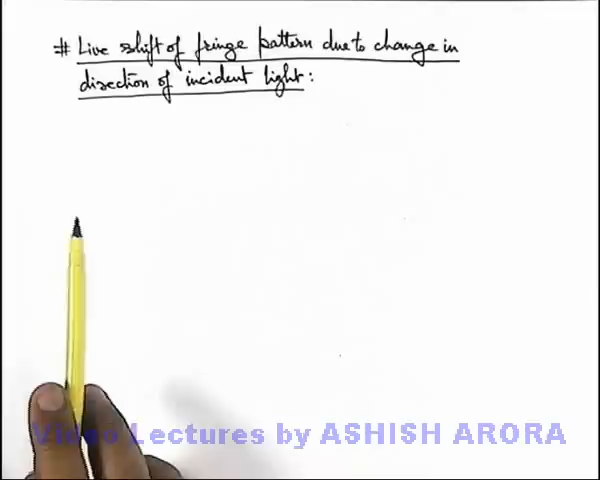 # Live shift of fringe pattern due to change in
direction of incident light :
Video Lectures by ASHISH ARORA